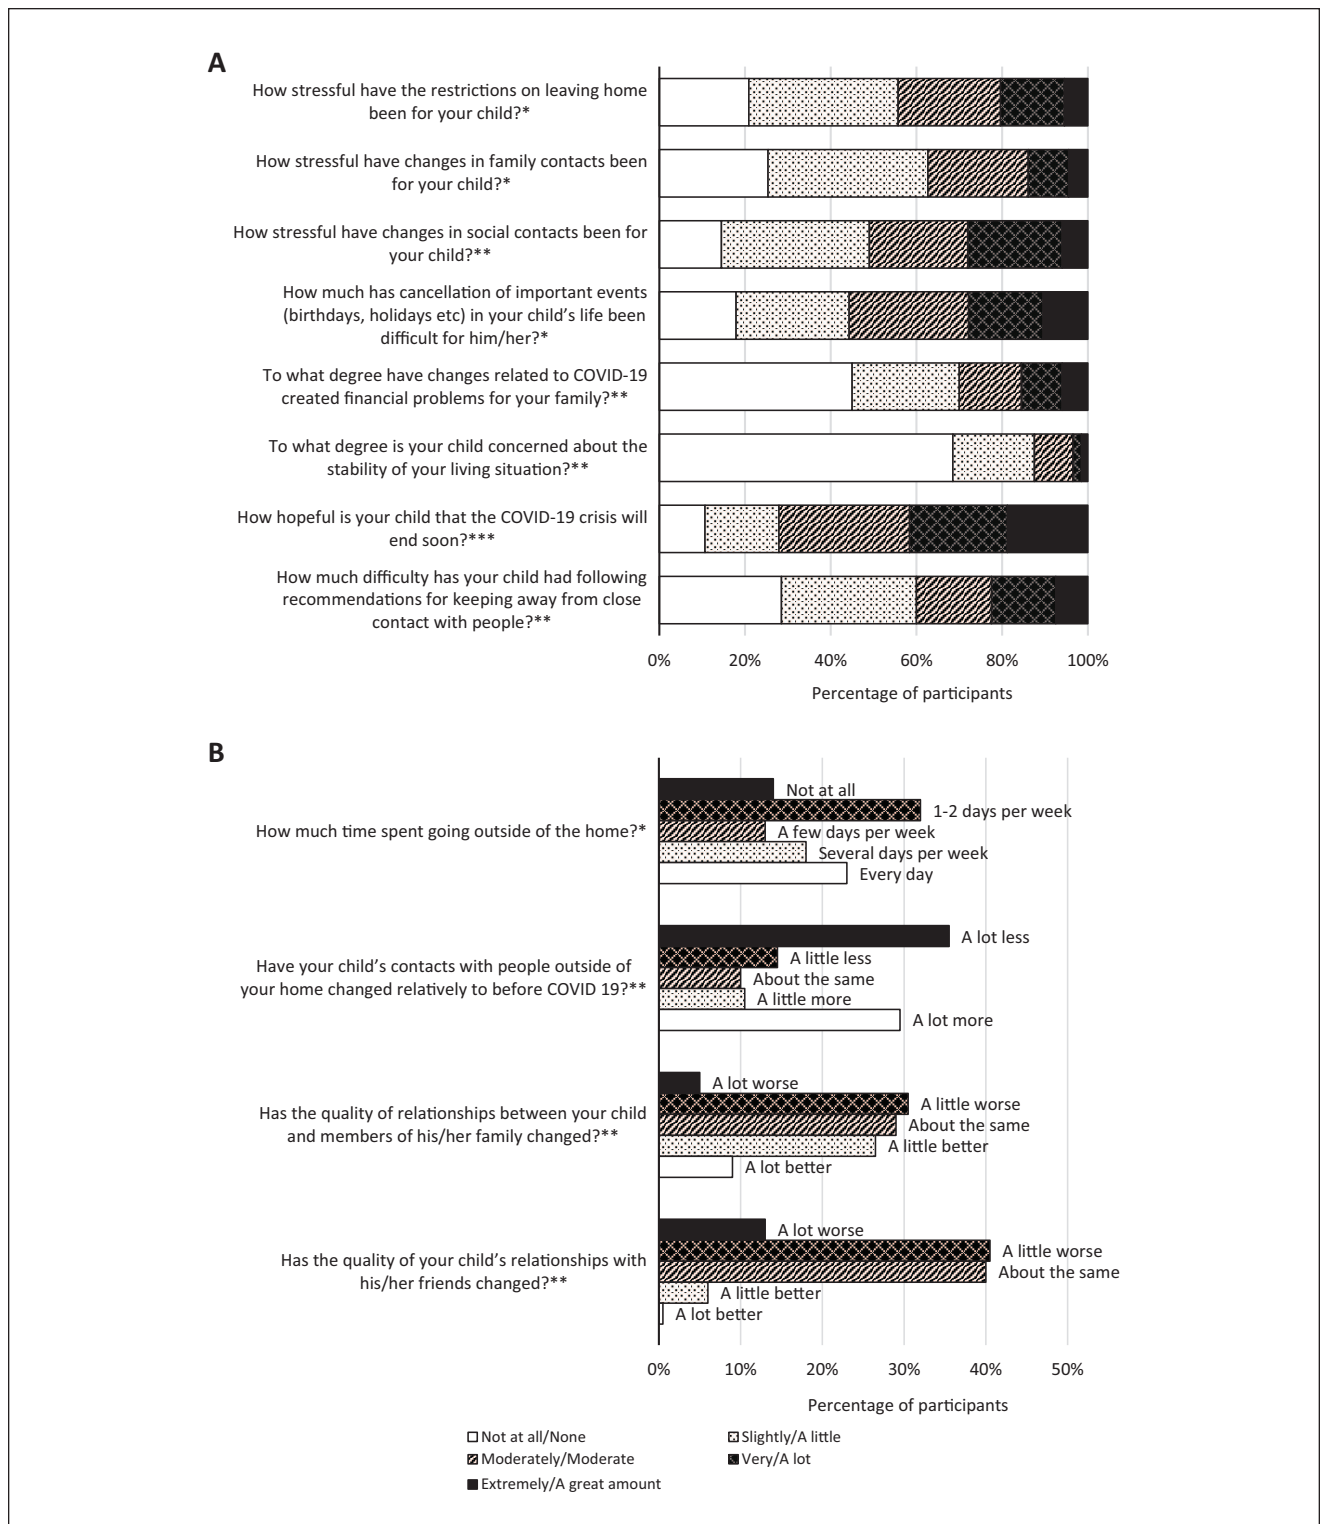 A
How stressful have the restrictions on leaving home
been for your child?*
How stressful have changes in family contacts been
for your child?*
How stressful have changes in social contacts been for
your child?**
How much has cancellation of important events
(birthdays, holidays etc) in your child’s life been
difficult for him/her?*
To what degree have changes related to COVID-19
created financial problems for your family?**
To what degree is your child concerned about the
stability of your living situation?**
How hopeful is your child that the COVID-19 crisis will
end soon?***
How much difficulty has your child had following
recommendations for keeping away from close
contact with people?**
0% 20% 40% 60% 80% 100%
Percentage of participants
B
How much time spent going outside of the home?*
Not at all
1-2 days per week
A few days per week
Several days per week
Every day
Have your child’s contacts with people outside of
your home changed relatively to before COVID 19?**
A lot less
A little less
About the same
A little more
A lot more
Has the quality of relationships between your child
and members of his/her family changed?**
A lot worse
A little worse
About the same
A little better
A lot better
Has the quality of your child’s relationships with
his/her friends changed?**
A lot worse
A little worse
About the same
A little better
A lot better
0% 10% 20% 30% 40% 50%
Percentage of participants
Not at all/None Slightly/A little
Moderately/Moderate Very/A lot
Extremely/A great amount